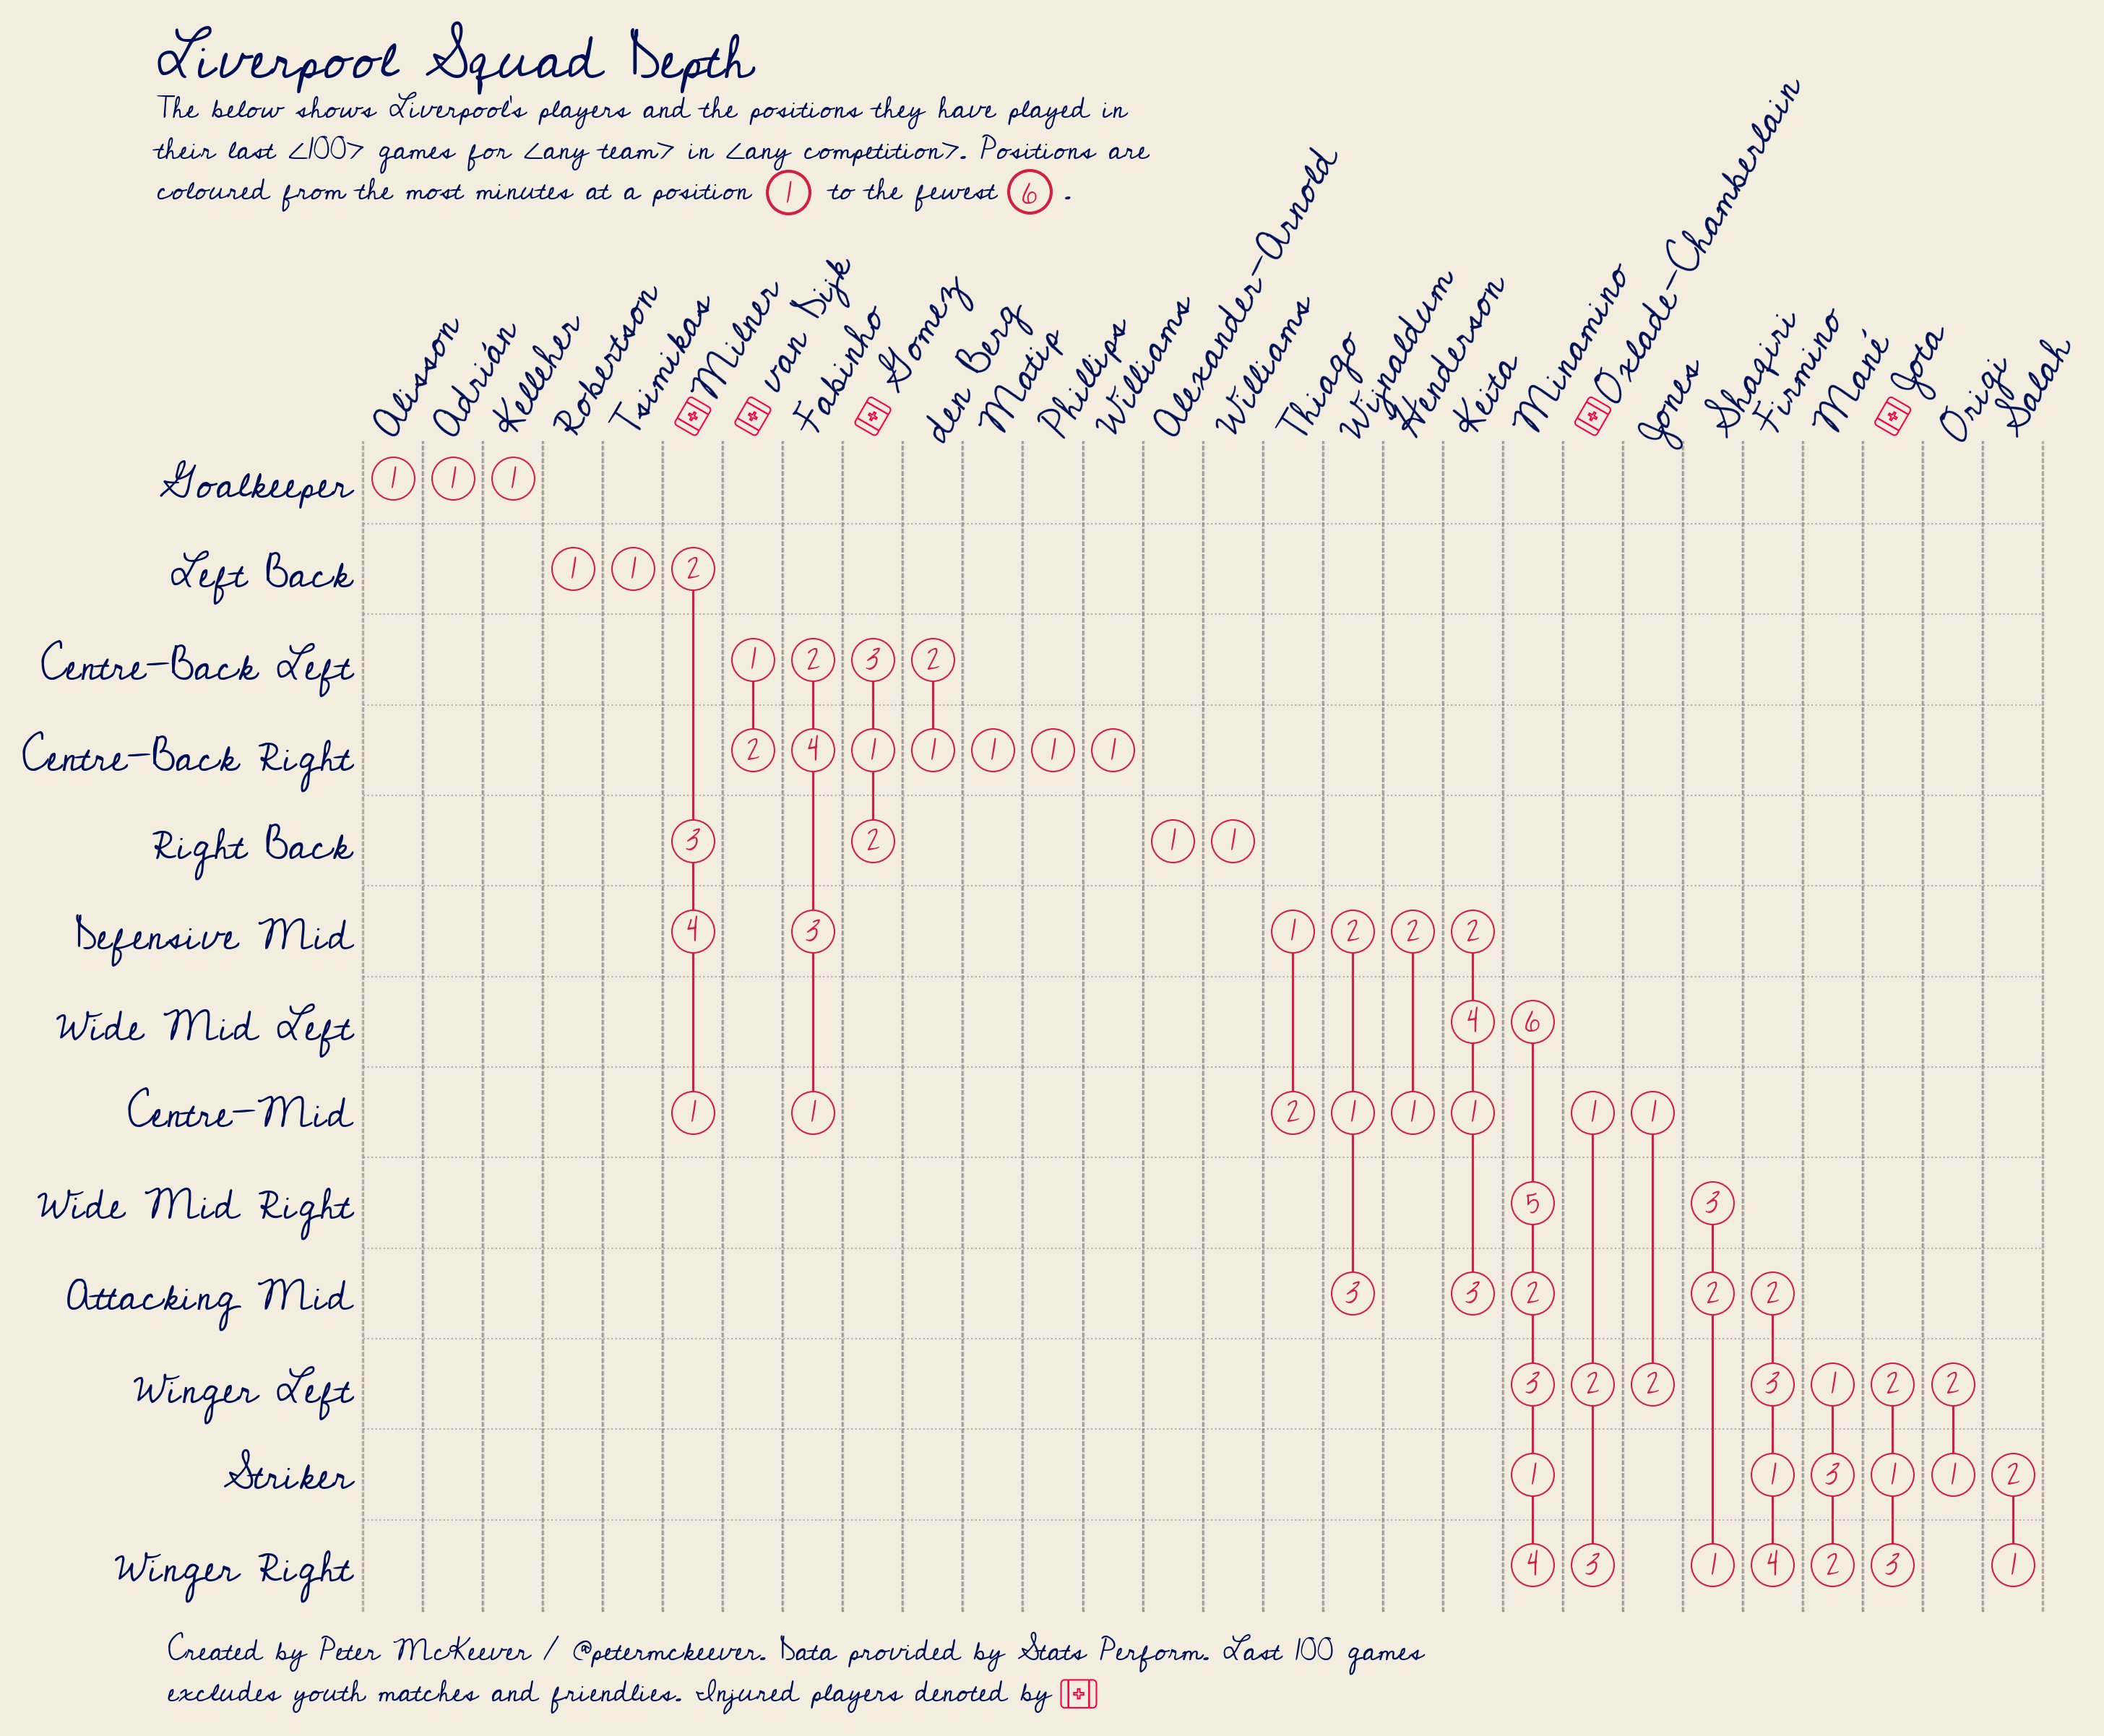 Liverpool Squad Depth
The below shows Liverpool's players and the positions they have played in
their last <100> games for <any team> in <any competition>. Positions are
coloured from the most minutes at a position 1 to the fewest 6 .
Alisson
Adrián
Kelleher
Robertson
Tsimikas
Milner
van Dijk
Fabinho
Gomez
den Berg
Matip
Phillips
Williams
Alexander-Arnold
Williams
Thiago
Wijnaldum
Henderson
Keita
Minamino
Oxlade-Chamberlain
Jones
Shaqiri
Firmino
Mané
Jota
Origi
Salah
Goalkeeper 1 1 1
Left Back 1 1 2
Centre-Back Left 1 2 3 2
Centre-Back Right 2 4 1 1 1 1 1
Right Back 3 2 1 1
Defensive Mid 4 3 1 2 2 2
Wide Mid Left 4 6
Centre-Mid 1 1 2 1 1 1 1 1
Wide Mid Right 5 3
Attacking Mid 3 3 2 2 2
Winger Left 3 2 2 3 1 2 2
Striker 1 1 3 1 1 2
Winger Right 4 3 1 4 2 3 1
Created by Peter McKeever / @petermckeever. Data provided by Stats Perform. Last 100 games
excludes youth matches and friendlies. Injured players denoted by